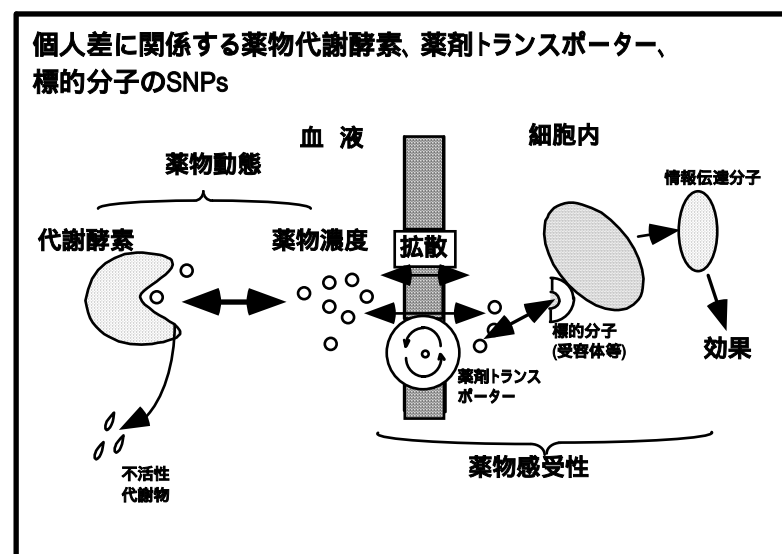 個人差に関係する薬物代謝酵素、薬剤トランスポーター、
標的分子のSNPs
血 液
細胞内
薬物動態
情報伝達分子
代謝酵素
薬物濃度
拡散
標的分子
(受容体等)
効果
薬剤トランス
ポーター
薬物感受性
不活性
代謝物